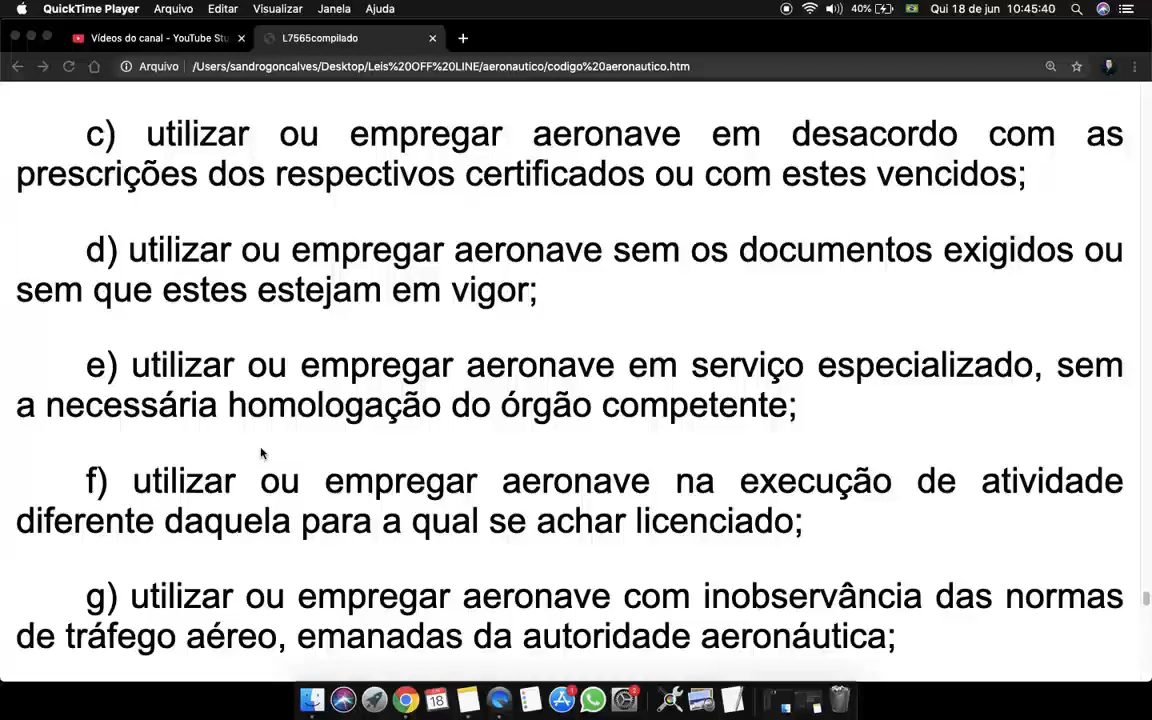 QuickTime Player Arquivo Editar Visualizar Janela Ajuda 40% Qui 18 de jun 10:45:40
Vídeos do canal - YouTube Stu L7565compilado
Arquivo /Users/sandrogoncalves/Desktop/Leis%20OFF%20LINE/aeronautico/codigo%20aeronautico.htm
c) utilizar ou empregar aeronave em desacordo com as
prescrições dos respectivos certificados ou com estes vencidos;
d) utilizar ou empregar aeronave sem os documentos exigidos ou
sem que estes estejam em vigor;
e) utilizar ou empregar aeronave em serviço especializado, sem
a necessária homologação do órgão competente;
f) utilizar ou empregar aeronave na execução de atividade
diferente daquela para a qual se achar licenciado;
g) utilizar ou empregar aeronave com inobservância das normas
de tráfego aéreo, emanadas da autoridade aeronáutica;
18